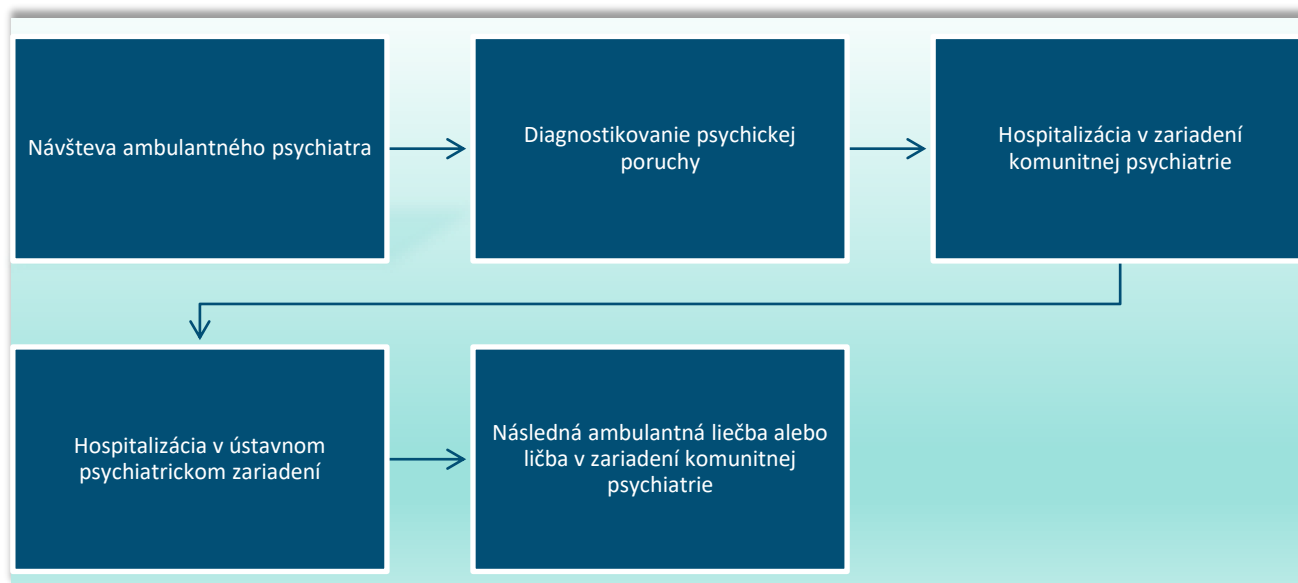 Návšteva ambulantného psychiatra
Diagnostikovanie psychickej
poruchy
Hospitalizácia v zariadení
komunitnej psychiatrie
Hospitalizácia v ústavnom
psychiatrickom zariadení
Následná ambulantná liečba alebo
ličba v zariadení komunitnej
psychiatrie